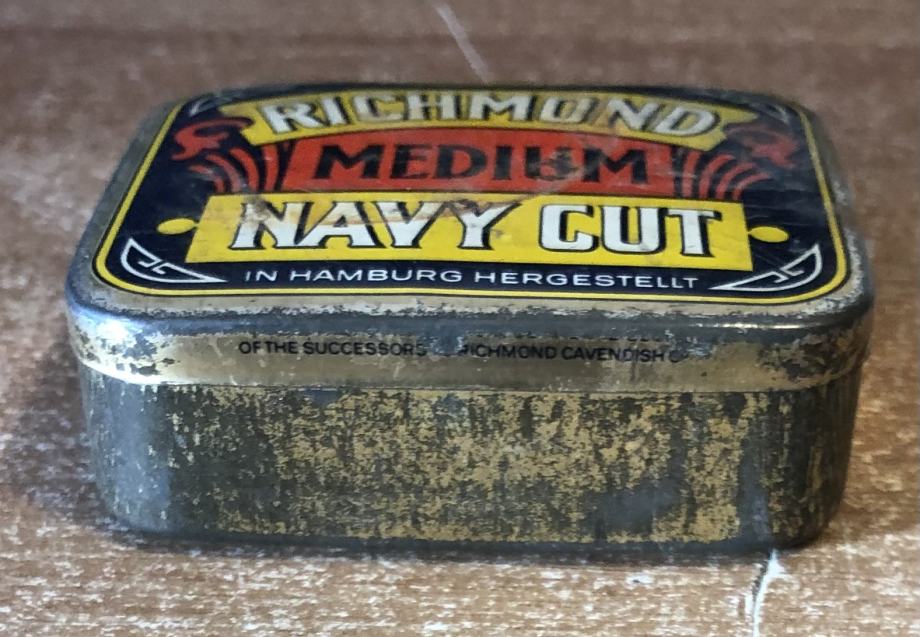 RICHMOND
MEDIUM
NAVY CUT
IN HAMBURG HERGESTELLT
OF THE SUCCESSORS RICHMOND CAVENDISH